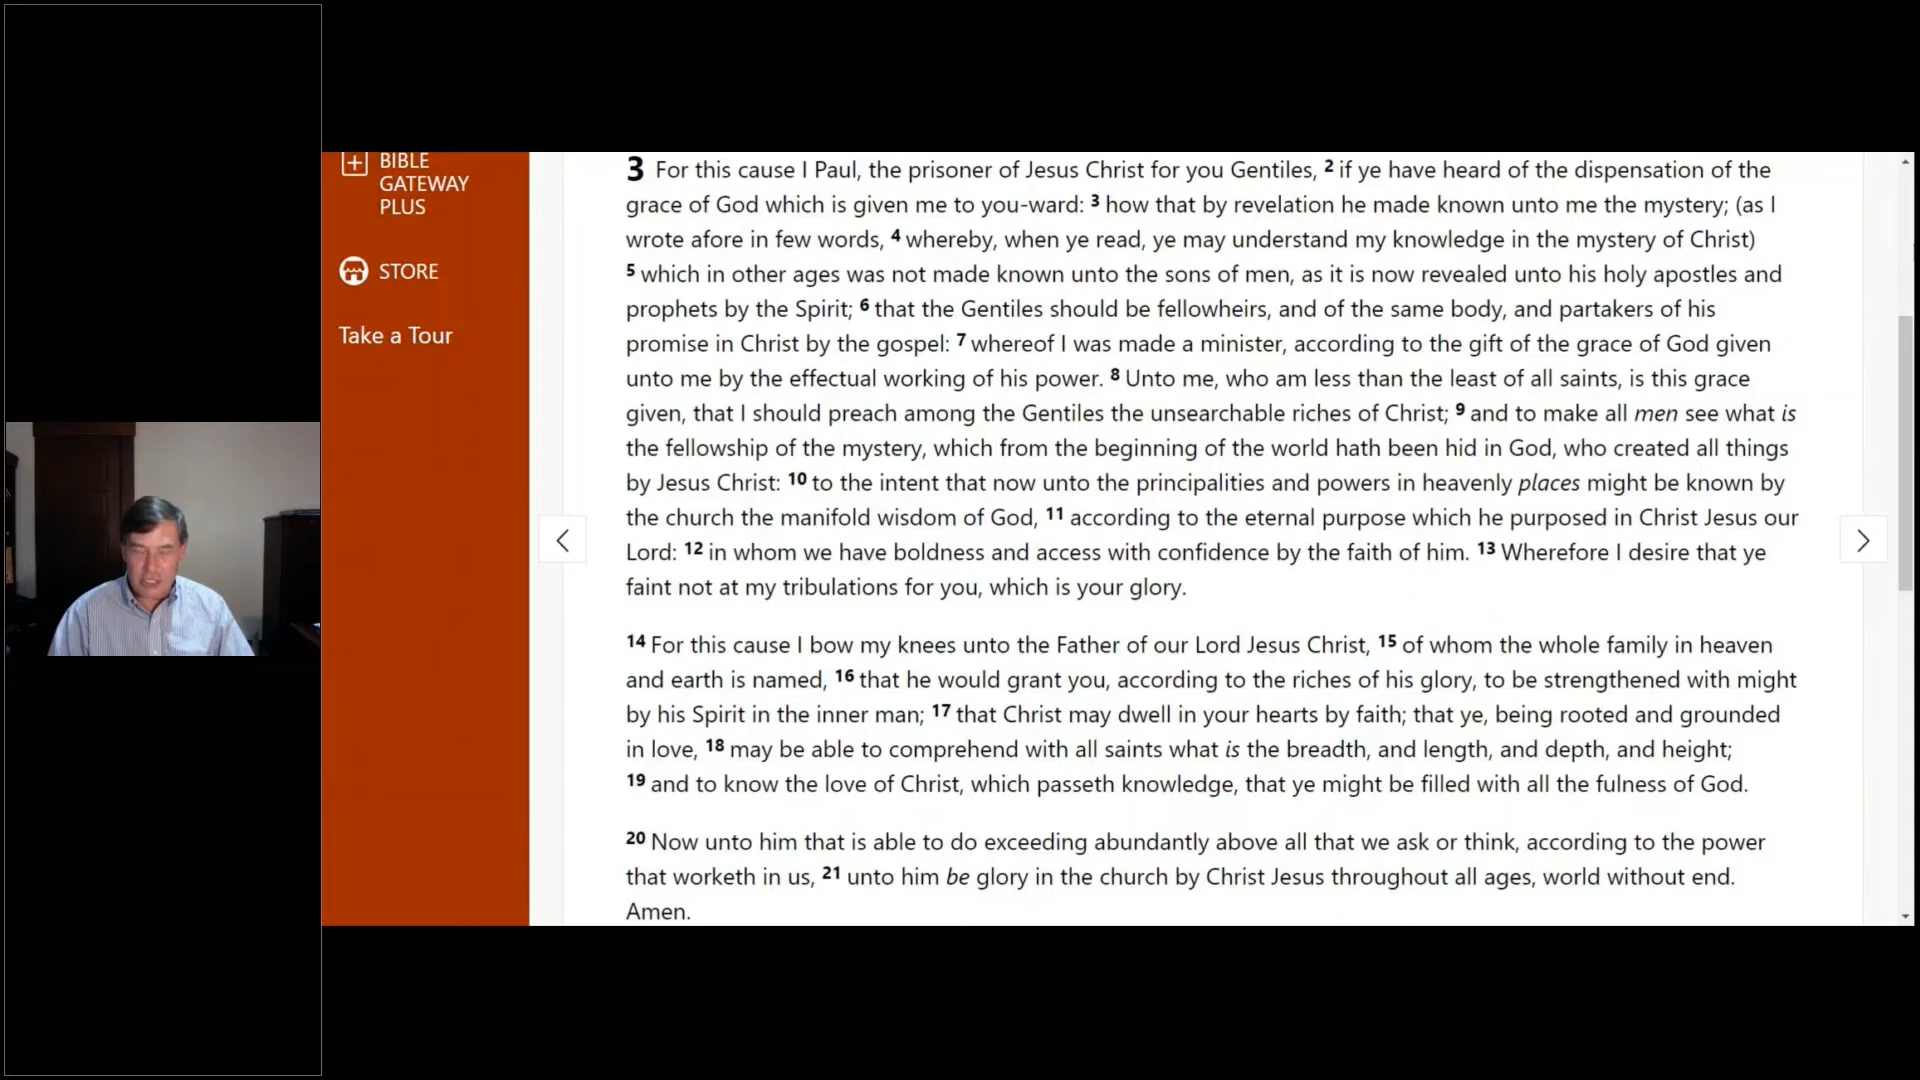 BIBLE
GATEWAY
PLUS
STORE
Take a Tour
3 For this cause I Paul, the prisoner of Jesus Christ for you Gentiles, 2 if ye have heard of the dispensation of the
grace of God which is given me to you-ward: 3 how that by revelation he made known unto me the mystery; (as I
wrote afore in few words, 4 whereby, when ye read, ye may understand my knowledge in the mystery of Christ)
5 which in other ages was not made known unto the sons of men, as it is now revealed unto his holy apostles and
prophets by the Spirit; 6 that the Gentiles should be fellowheirs, and of the same body, and partakers of his
promise in Christ by the gospel: 7 whereof I was made a minister, according to the gift of the grace of God given
unto me by the effectual working of his power. 8 Unto me, who am less than the least of all saints, is this grace
given, that I should preach among the Gentiles the unsearchable riches of Christ; 9 and to make all men see what is
the fellowship of the mystery, which from the beginning of the world hath been hid in God, who created all things
by Jesus Christ: 10 to the intent that now unto the principalities and powers in heavenly places might be known by
the church the manifold wisdom of God, 11 according to the eternal purpose which he purposed in Christ Jesus our
Lord: 12 in whom we have boldness and access with confidence by the faith of him. 13 Wherefore I desire that ye
faint not at my tribulations for you, which is your glory.
14 For this cause I bow my knees unto the Father of our Lord Jesus Christ, 15 of whom the whole family in heaven
and earth is named, 16 that he would grant you, according to the riches of his glory, to be strengthened with might
by his Spirit in the inner man; 17 that Christ may dwell in your hearts by faith; that ye, being rooted and grounded
in love, 18 may be able to comprehend with all saints what is the breadth, and length, and depth, and height;
19 and to know the love of Christ, which passeth knowledge, that ye might be filled with all the fulness of God.
20 Now unto him that is able to do exceeding abundantly above all that we ask or think, according to the power
that worketh in us, 21 unto him be glory in the church by Christ Jesus throughout all ages, world without end.
Amen.